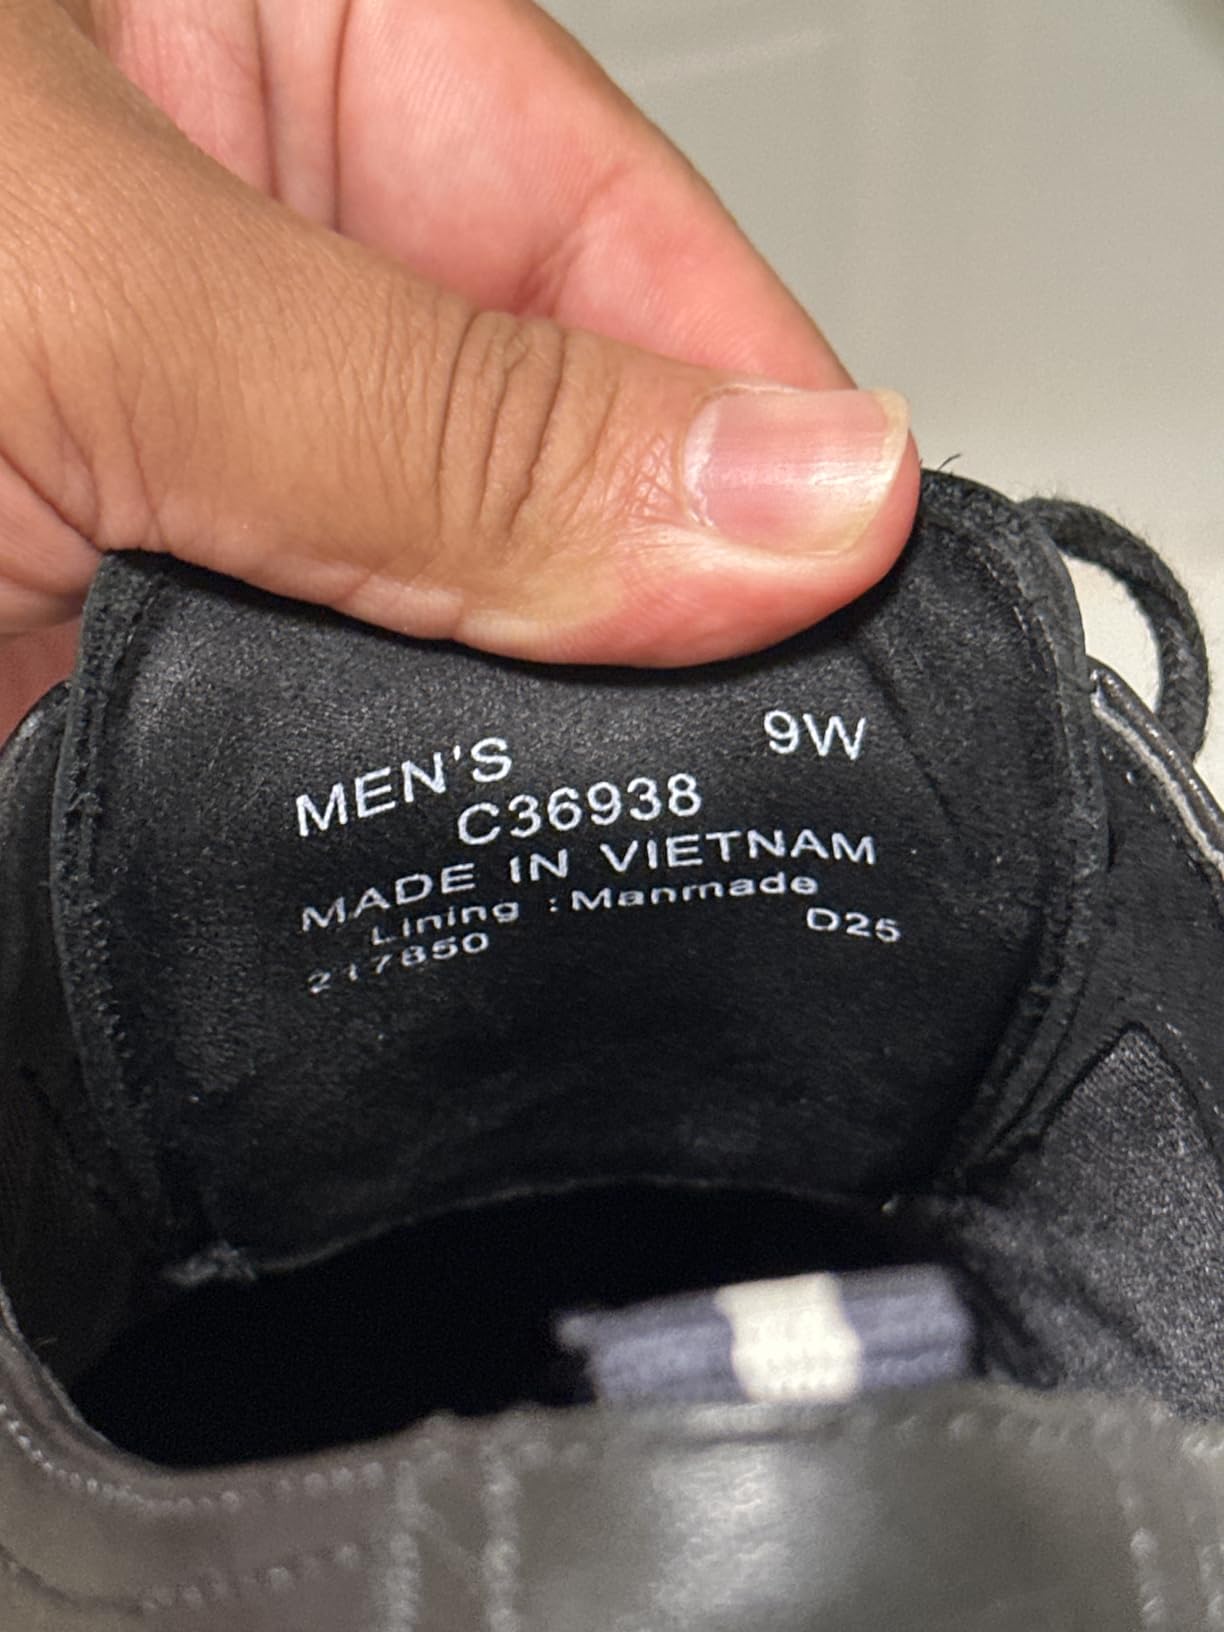 MEN'S 9W
C36938
MADE IN VIETNAM
Lining : Manmade
217850 D25